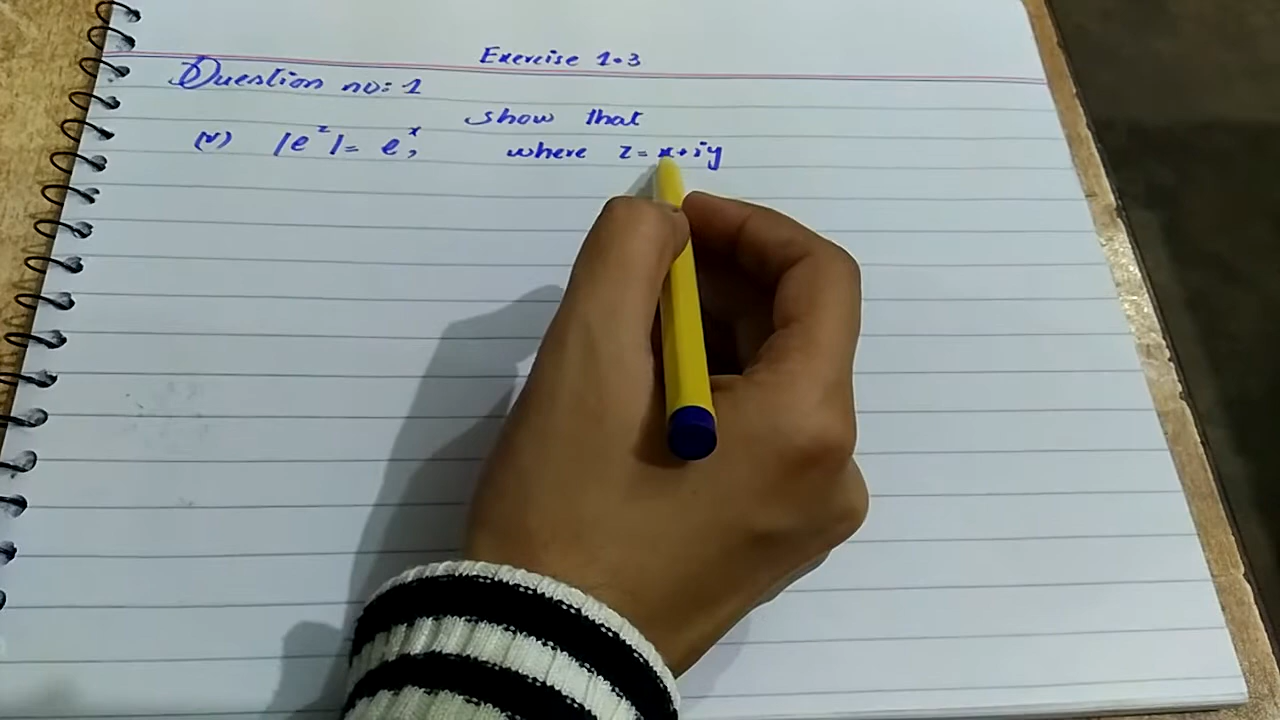 Exercise 1.3
Question no: 1
show that
(v) |e^z| = e^x, where z = x + iy